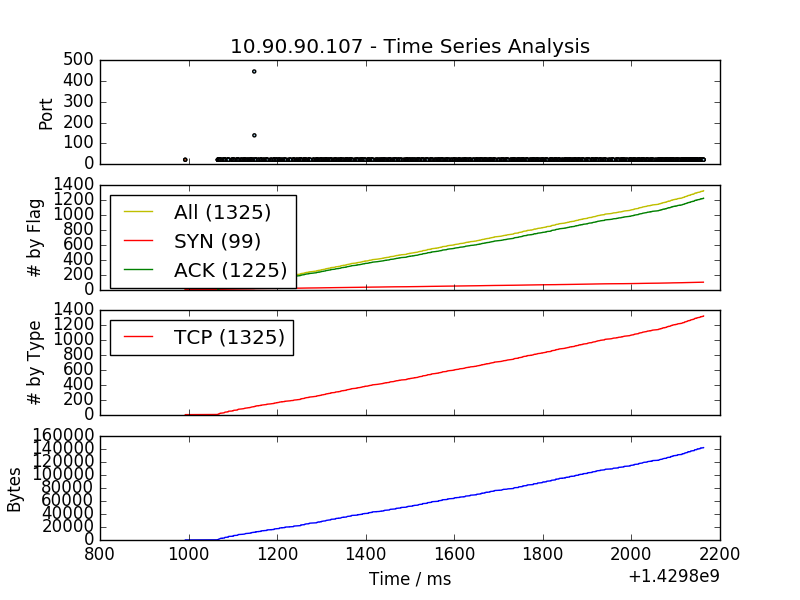 10.90.90.107 - Time Series Analysis
500
400
300
200
100
0
Port
1400
1200
1000
800
600
400
200
0
# by Flag
All (1325)
SYN (99)
ACK (1225)
1400
1200
1000
800
600
400
200
0
# by Type
TCP (1325)
160000
140000
120000
100000
80000
60000
40000
20000
0
Bytes
800 1000 1200 1400 1600 1800 2000 2200
Time / ms
+1.4298e9